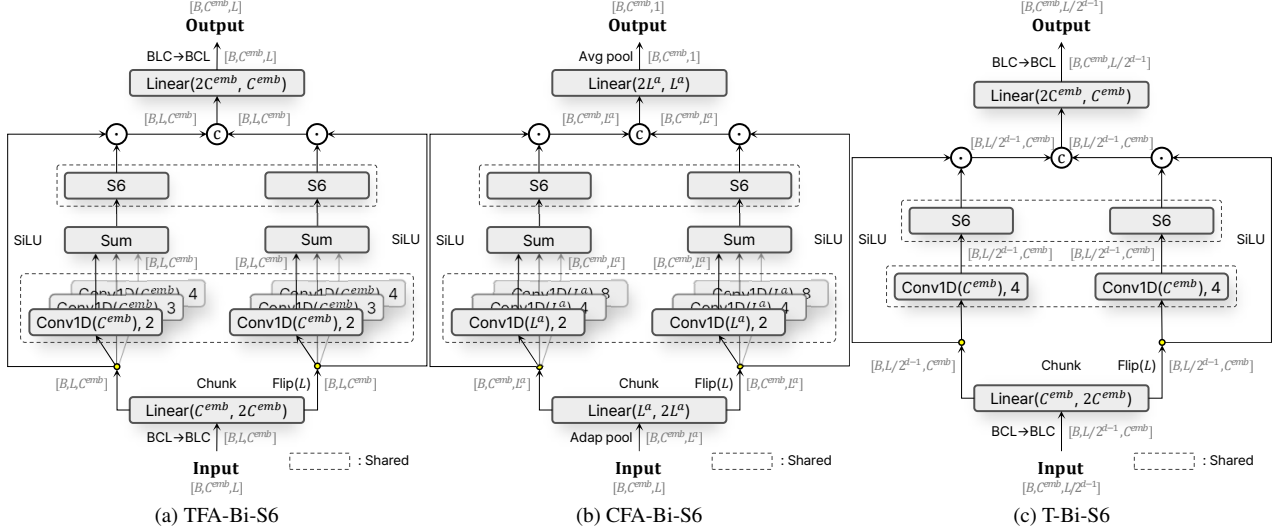 [B,C^emb,L]
Output
BLC→BCL [B,C^emb,L]
Linear(2C^emb, C^emb)
[B,L,C^emb] [B,L,C^emb]
· c ·
S6 S6
SiLU
Sum Sum
[B,L,C^emb] [B,L,C^emb]
Conv1D(C^emb), 4 Conv1D(C^emb), 4
Conv1D(C^emb), 3 Conv1D(C^emb), 3
Conv1D(C^emb), 2 Conv1D(C^emb), 2
[B,L,C^emb] Chunk Flip(L) [B,L,C^emb]
Linear(C^emb, 2C^emb)
BCL→BLC [B,L,C^emb]
Input
[B,C^emb,L]
: Shared
(a) TFA-Bi-S6
[B,C^emb,1]
Output
Avg pool [B,C^emb,1]
Linear(2L^a, L^a)
[B,C^emb,L^a] [B,C^emb,L^a]
· c ·
S6 S6
SiLU SiLU
Sum Sum
[B,C^emb,L^a] [B,C^emb,L^a]
Conv1D(L^a), 8 Conv1D(L^a), 8
Conv1D(L^a), 4 Conv1D(L^a), 4
Conv1D(L^a), 2 Conv1D(L^a), 2
[B,C^emb,L^a] Chunk Flip(L) [B,C^emb,L^a]
Linear(L^a, 2L^a)
Adap pool [B,C^emb,L^a]
Input
[B,C^emb,L]
: Shared
(b) CFA-Bi-S6
[B,C^emb,L/2^d-1]
Output
BLC→BCL [B,C^emb,L/2^d-1]
Linear(2C^emb, C^emb)
[B,L/2^d-1,C^emb] [B,L/2^d-1,C^emb]
· c ·
S6 S6
SiLU SiLU
[B,L/2^d-1,C^emb] [B,L/2^d-1,C^emb]
Conv1D(C^emb), 4 Conv1D(C^emb), 4
[B,L/2^d-1,C^emb] Chunk Flip(L) [B,L/2^d-1,C^emb]
Linear(C^emb, 2C^emb)
BCL→BLC [B,L/2^d-1,C^emb]
Input
[B,C^emb,L/2^d-1]
: Shared
(c) T-Bi-S6